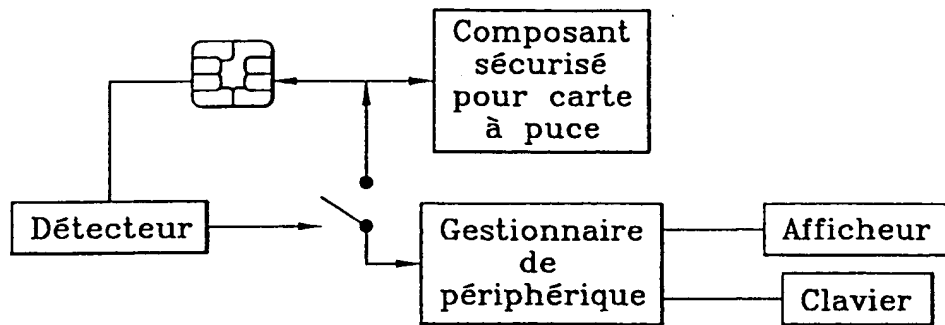 Composant
sécurisé
pour carte
à puce
Détecteur
Gestionnaire
de
périphérique
Afficheur
Clavier